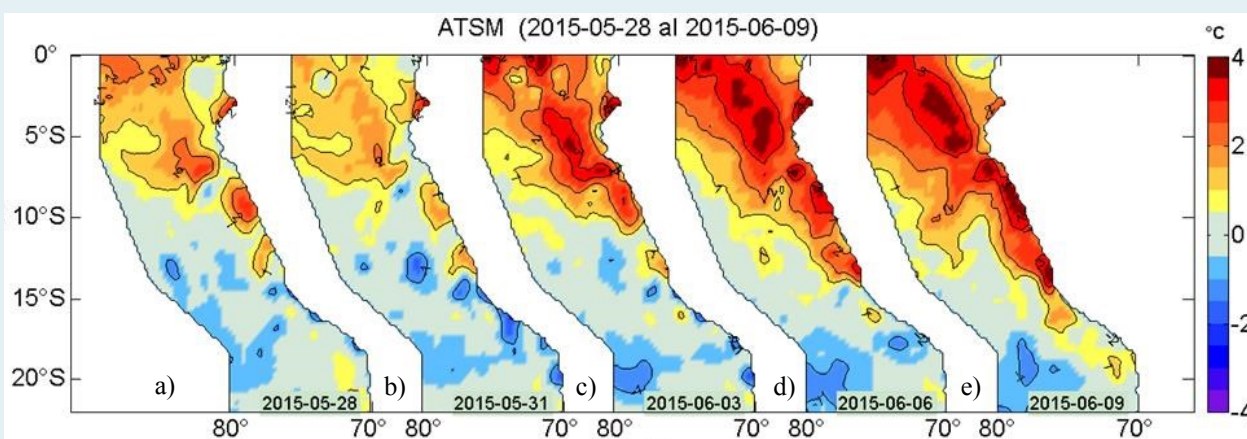 ATSM (2015-05-28 al 2015-06-09)
°C
0°
5°S
10°S
15°S
20°S
a) b) c) d) e)
2015-05-28 2015-05-31 2015-06-03 2015-06-06 2015-06-09
80° 70° 80° 70° 80° 70° 80° 70° 80° 70°
4
2
0
-2
-4